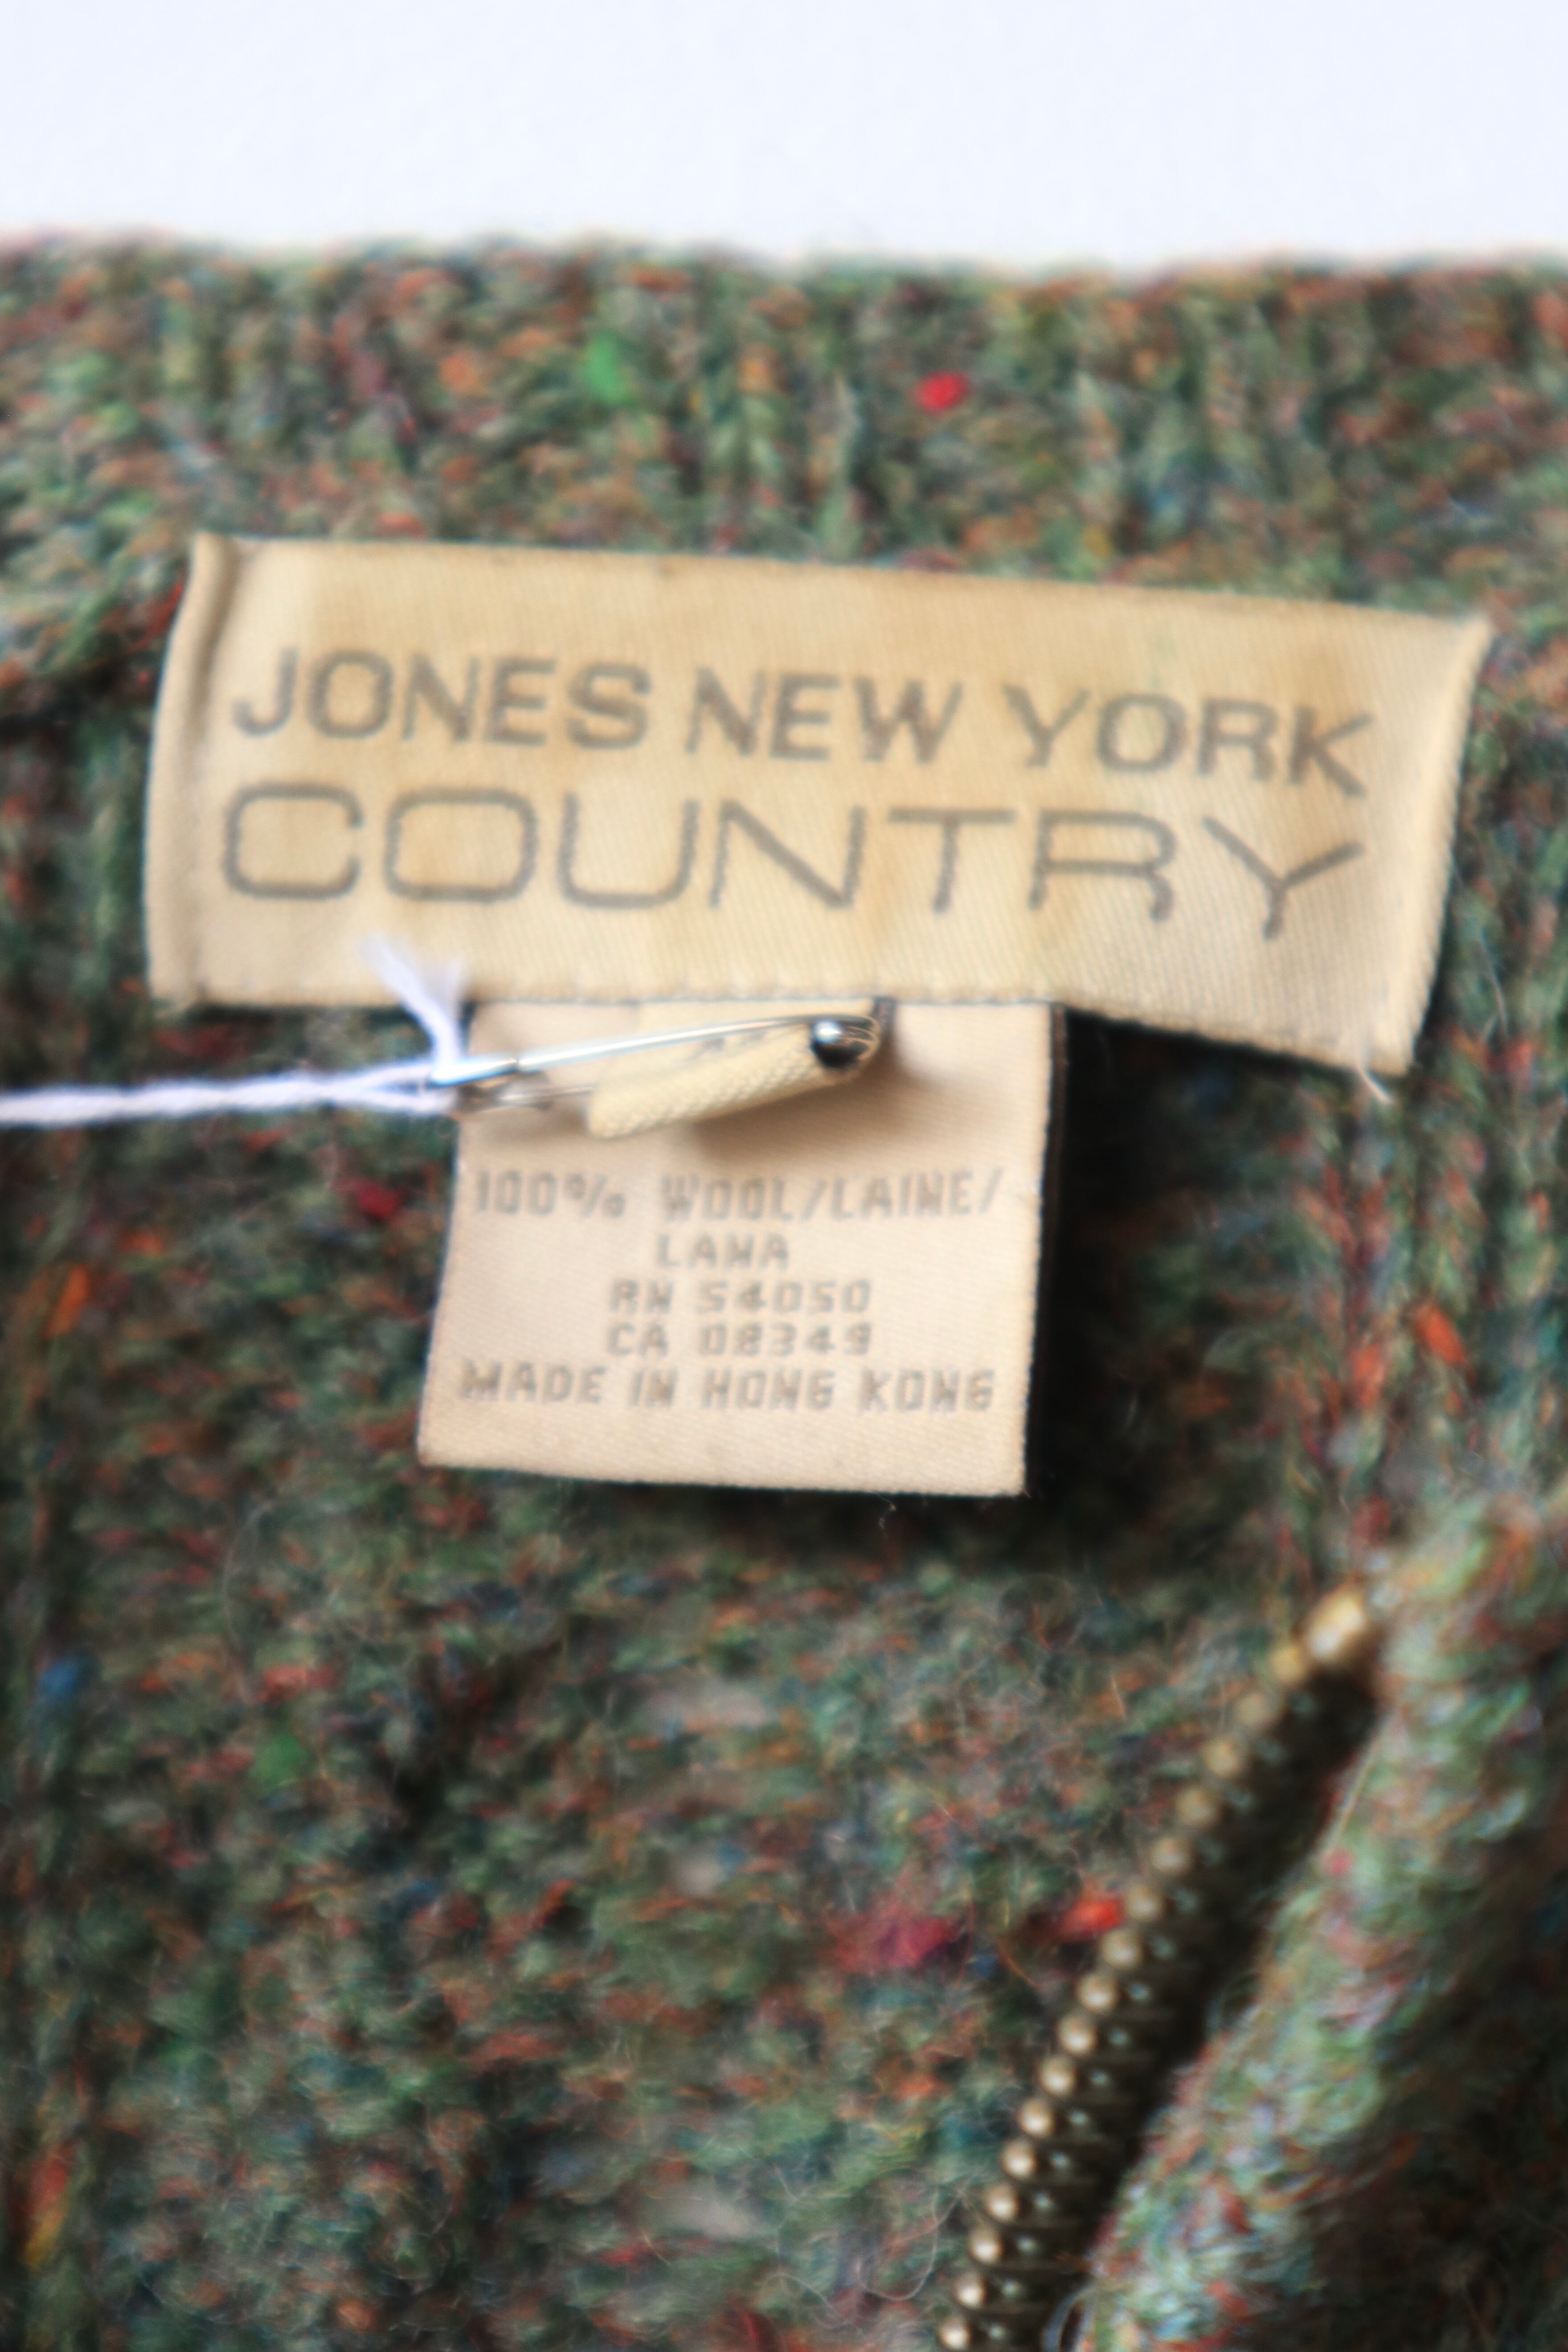 JONES NEW YORK
COUNTRY
100% WOOL/LAINE/
LANA
RN 54050
CA 08349
MADE IN HONG KONG